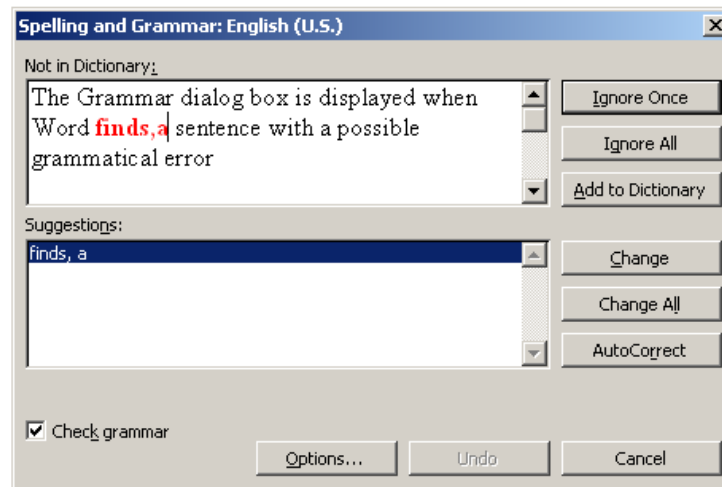 Spelling and Grammar: English (U.S.)
Not in Dictionary:
The Grammar dialog box is displayed when
Word finds,a sentence with a possible
grammatical error
Ignore Once
Ignore All
Add to Dictionary
Suggestions:
finds, a
Change
Change All
AutoCorrect
Check grammar
Options...
Undo
Cancel